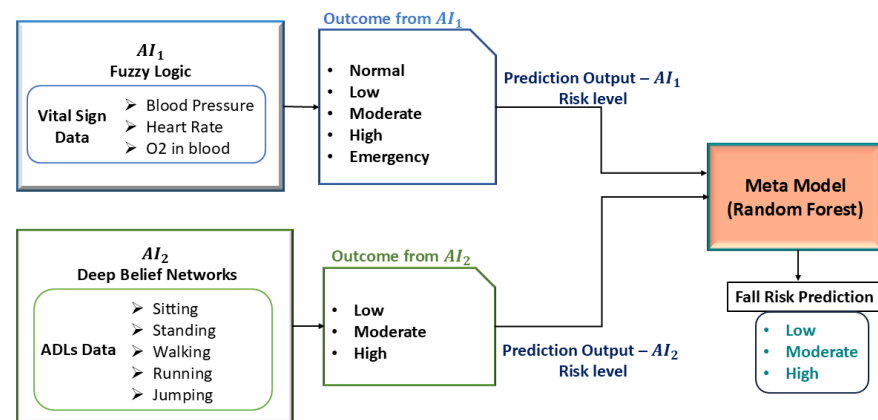 AI₁
Fuzzy Logic
Vital Sign
Data
➢ Blood Pressure
➢ Heart Rate
➢ O2 in blood
Outcome from AI₁
• Normal
• Low
• Moderate
• High
• Emergency
Prediction Output – AI₁
Risk level
AI₂
Deep Belief Networks
ADLs Data
➢ Sitting
➢ Standing
➢ Walking
➢ Running
➢ Jumping
Outcome from AI₂
• Low
• Moderate
• High
Prediction Output – AI₂
Risk level
Meta Model
(Random Forest)
Fall Risk Prediction
• Low
• Moderate
• High